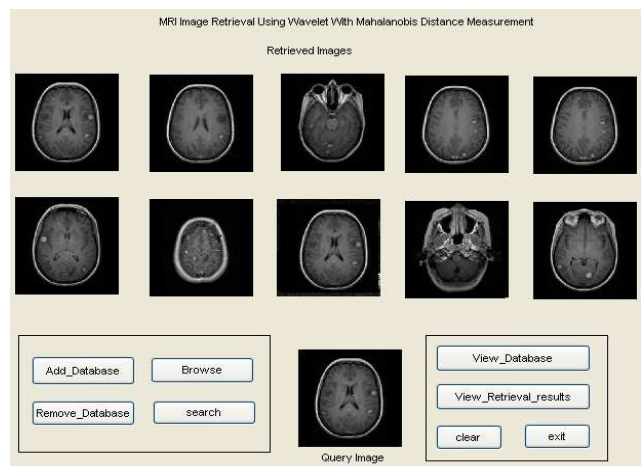 MRI Image Retrieval Using Wavelet With Mahalanobis Distance Measurement
Retrieved Images
Add_Database
Browse
Remove_Database
search
Query Image
View_Database
View_Retrieval_results
clear
exit